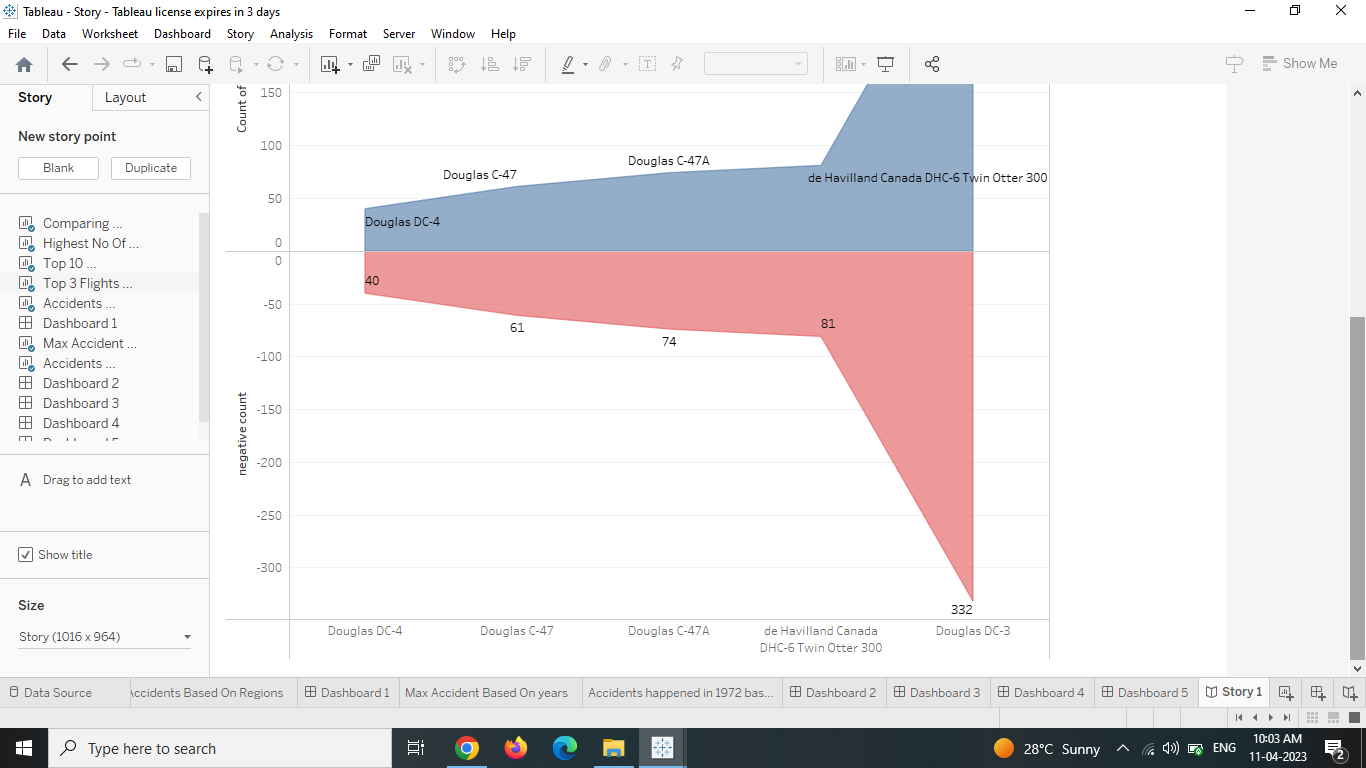 Tableau - Story - Tableau license expires in 3 days
File Data Worksheet Dashboard Story Analysis Format Server Window Help
Show Me
Story Layout
New story point
Blank Duplicate
Comparing ...
Highest No Of ...
Top 10 ...
Top 3 Flights ...
Accidents ...
Dashboard 1
Max Accident ...
Accidents ...
Dashboard 2
Dashboard 3
Dashboard 4
A Drag to add text
Show title
Size
Story (1016 x 964)
Count of
150
100
50
0
Douglas DC-4
Douglas C-47
Douglas C-47A
de Havilland Canada DHC-6 Twin Otter 300
negative count
0
-50
-100
-150
-200
-250
-300
40
61
74
81
332
Douglas DC-4 Douglas C-47 Douglas C-47A de Havilland Canada Douglas DC-3
DHC-6 Twin Otter 300
Data Source Accidents Based On Regions Dashboard 1 Max Accident Based On years Accidents happened in 1972 bas... Dashboard 2 Dashboard 3 Dashboard 4 Dashboard 5 Story 1
Type here to search
28°C Sunny ENG
10:03 AM
11-04-2023
2